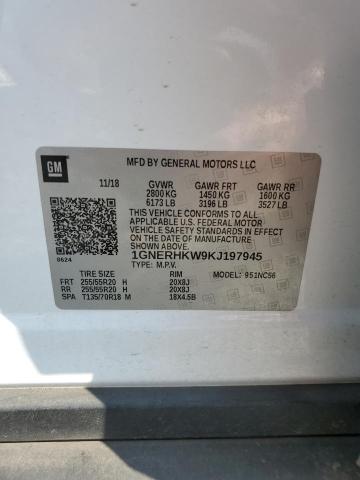 GM
MFD BY GENERAL MOTORS LLC
11/18 GVWR GAWR FRT GAWR RR
2800 KG 1450 KG 1600 KG
6173 LB 3196 LB 3527 LB
THIS VEHICLE CONFORMS TO ALL
APPLICABLE U.S. FEDERAL MOTOR
VEHICLE SAFETY STANDARDS IN
EFFECT ON THE DATE OF MANUFACTURE
SHOWN ABOVE.
1GNERHKW9KJ197945
0624 TYPE: M.P.V.
TIRE SIZE RIM MODEL: 951NC56
FRT 255/55R20 H 20X8J
RR 255/55R20 H 20X8J
SPA T135/70R18 M 18X4.5B